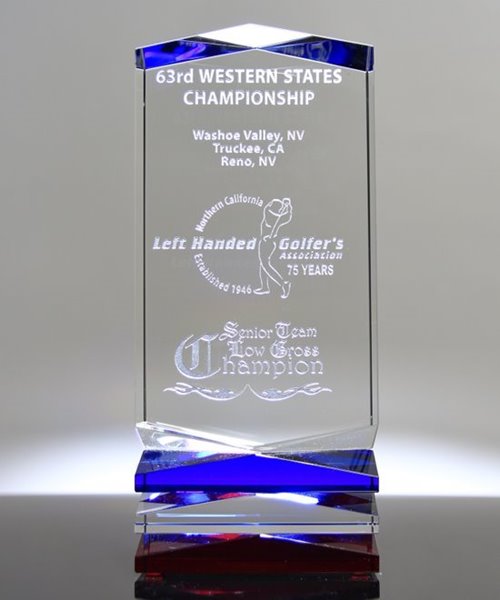 63rd WESTERN STATES
CHAMPIONSHIP
Washoe Valley, NV
Truckee, CA
Reno, NV
Northern California
Left Handed Golfer's
Association
75 YEARS
Established 1946
Senior Team
Low Gross
Champion